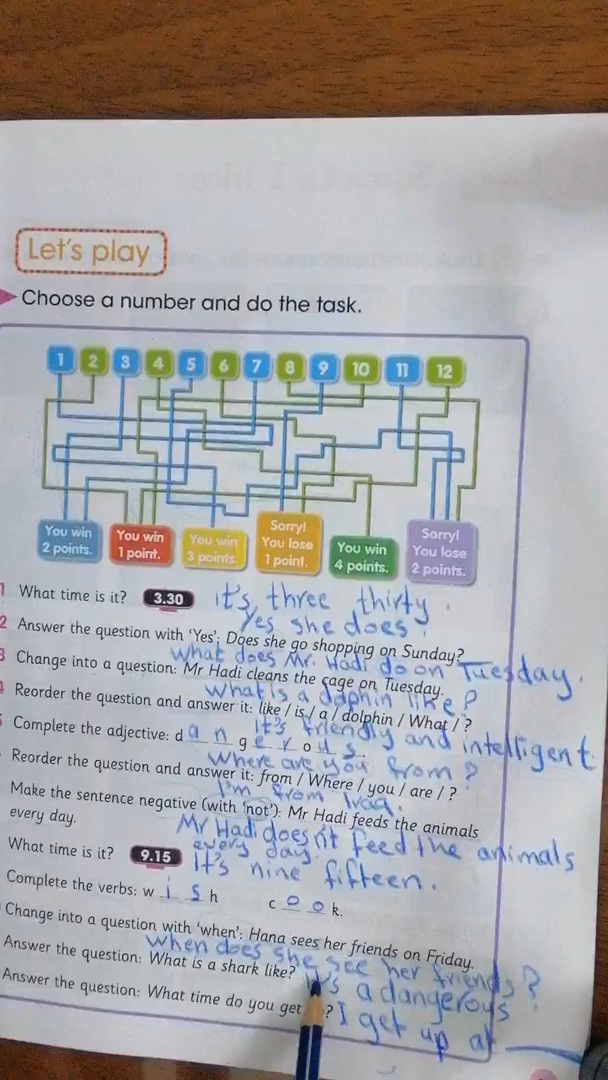 Let's play
Choose a number and do the task.
1 2 3 4 5 6 7 8 9 10 11 12
You win 2 points.
You win 1 point.
You win 3 points.
Sorry! You lose 1 point.
You win 4 points.
Sorry! You lose 2 points.
1 What time is it? 3.30 it's three thirty.
Yes she does.
2 Answer the question with 'Yes': Does she go shopping on Sunday?
What does Mr. Hadi do on Tuesday.
3 Change into a question: Mr Hadi cleans the cage on Tuesday.
What is a dolphin like?
4 Reorder the question and answer it: like / is / a / dolphin / What / ?
It's friendly and intelligent
5 Complete the adjective: d a n g e r o u s
Where are you from?
Reorder the question and answer it: from / Where / you / are / ?
I'm from Iraq.
Make the sentence negative (with 'not'): Mr Hadi feeds the animals
every day.
Mr Hadi doesn't feed the animals
every day.
What time is it? 9.15 It's nine fifteen.
Complete the verbs: w i s h c o o k.
Change into a question with 'when': Hana sees her friends on Friday.
When does she see her friends?
Answer the question: What is a shark like? It's a dangerous
Answer the question: What time do you get ? I get up at